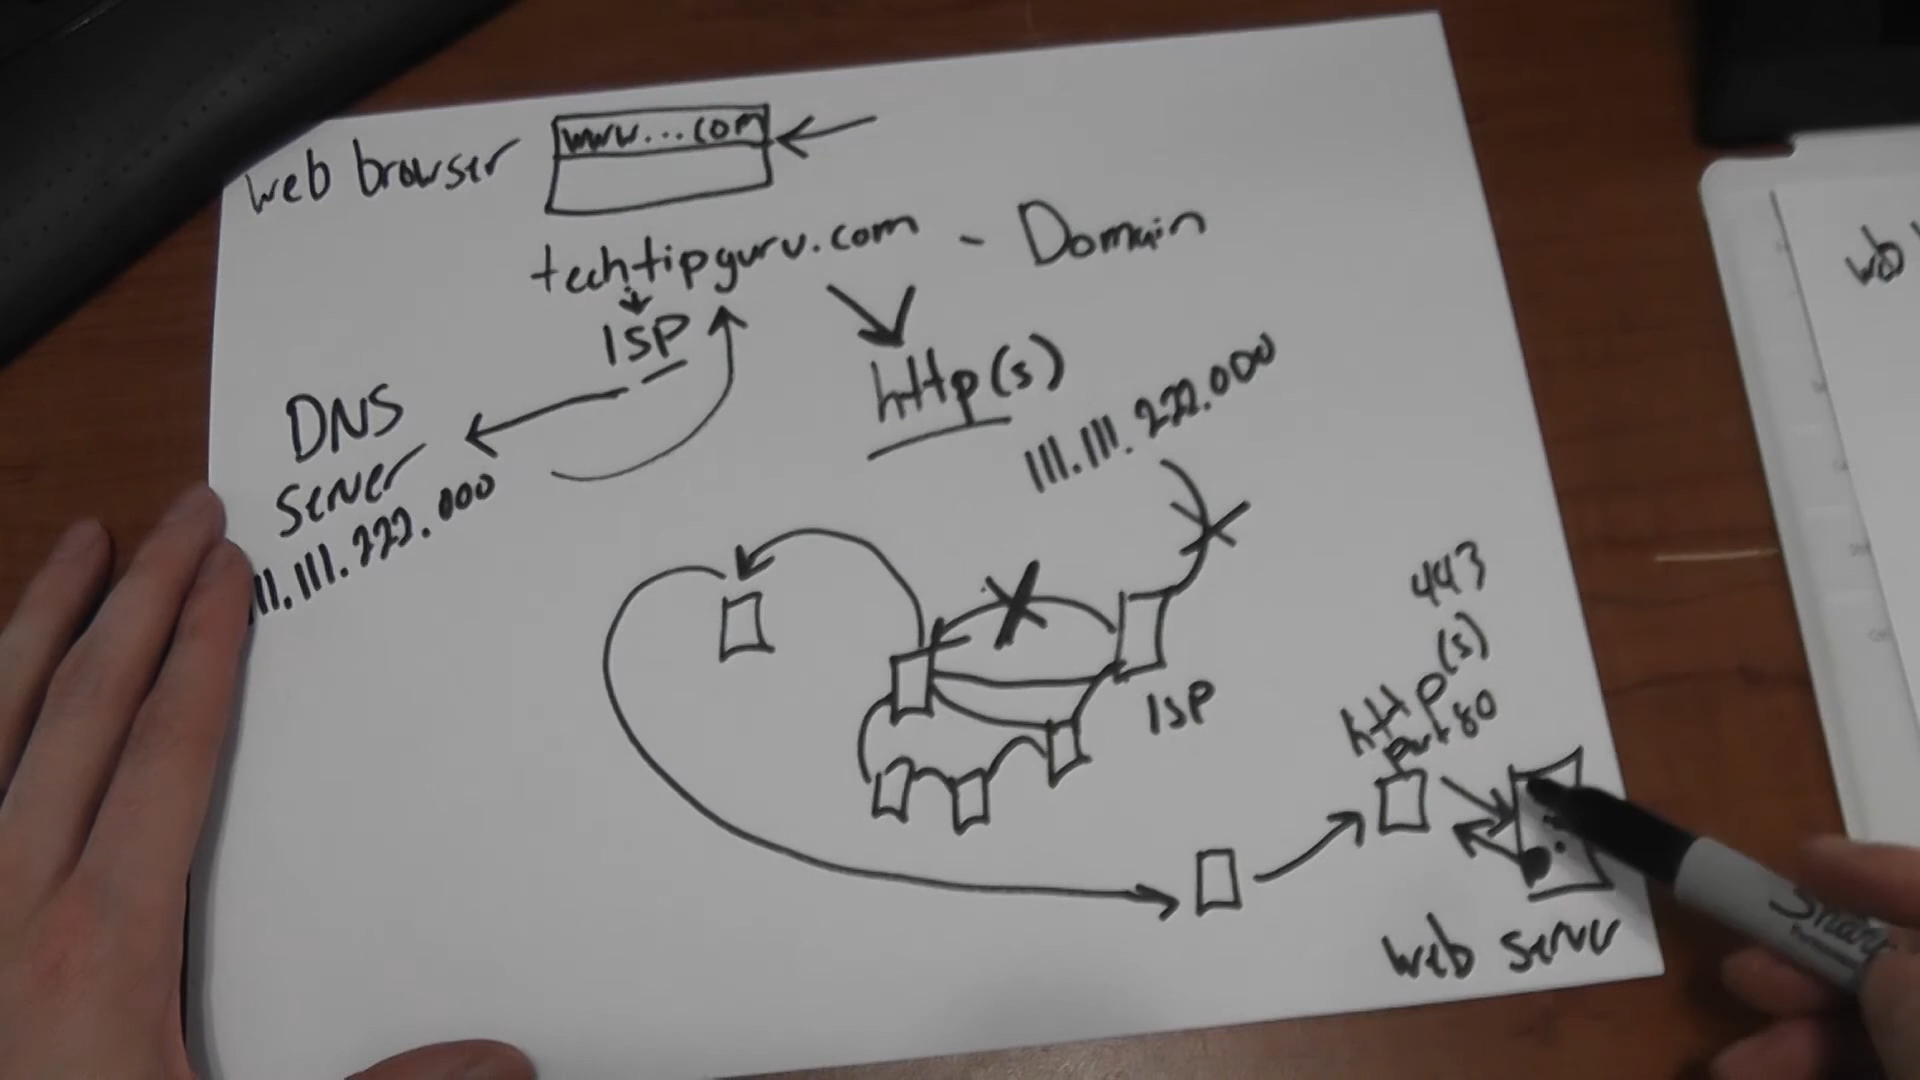 web browser
www...com
techtipguru.com - Domain
ISP
http(s)
111.111.222.000
DNS
server
111.222.000
ISP
443
http(s)
port 80
web server